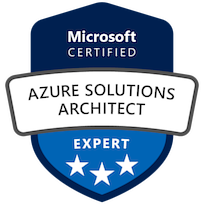 Microsoft
CERTIFIED
AZURE SOLUTIONS
ARCHITECT
EXPERT